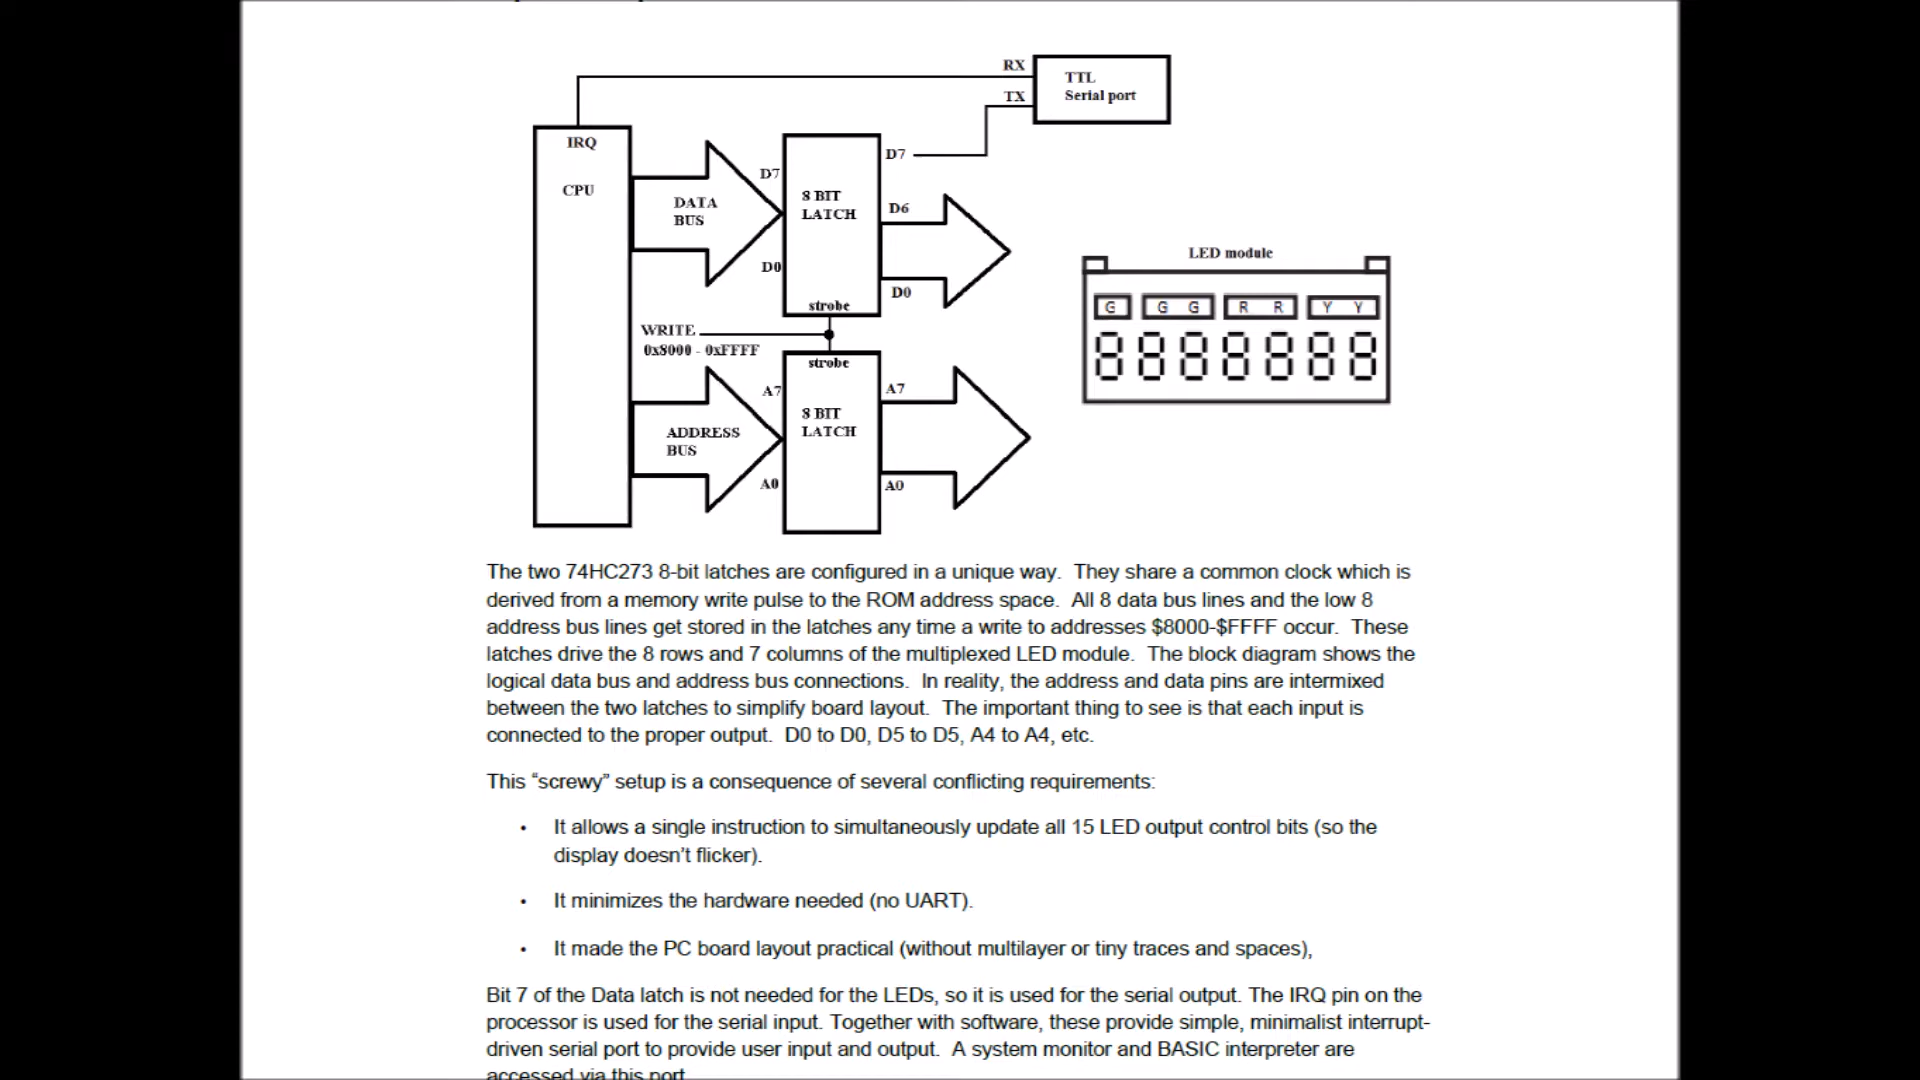 RX
TTL
Serial port
TX
IRQ
CPU
D7
D7
8 BIT
LATCH
DATA
BUS
D6
D0
D0
strobe
LED module
G G G R R Y Y
8 8 8 8 8 8 8
WRITE
0x8000 - 0xFFFF
strobe
A7
A7
8 BIT
LATCH
ADDRESS
BUS
A0
A0
The two 74HC273 8-bit latches are configured in a unique way. They share a common clock which is
derived from a memory write pulse to the ROM address space. All 8 data bus lines and the low 8
address bus lines get stored in the latches any time a write to addresses $8000-$FFFF occur. These
latches drive the 8 rows and 7 columns of the multiplexed LED module. The block diagram shows the
logical data bus and address bus connections. In reality, the address and data pins are intermixed
between the two latches to simplify board layout. The important thing to see is that each input is
connected to the proper output. D0 to D0, D5 to D5, A4 to A4, etc.
This “screwy” setup is a consequence of several conflicting requirements:
• It allows a single instruction to simultaneously update all 15 LED output control bits (so the
display doesn’t flicker).
• It minimizes the hardware needed (no UART).
• It made the PC board layout practical (without multilayer or tiny traces and spaces),
Bit 7 of the Data latch is not needed for the LEDs, so it is used for the serial output. The IRQ pin on the
processor is used for the serial input. Together with software, these provide simple, minimalist interrupt-
driven serial port to provide user input and output. A system monitor and BASIC interpreter are
accessed via this port